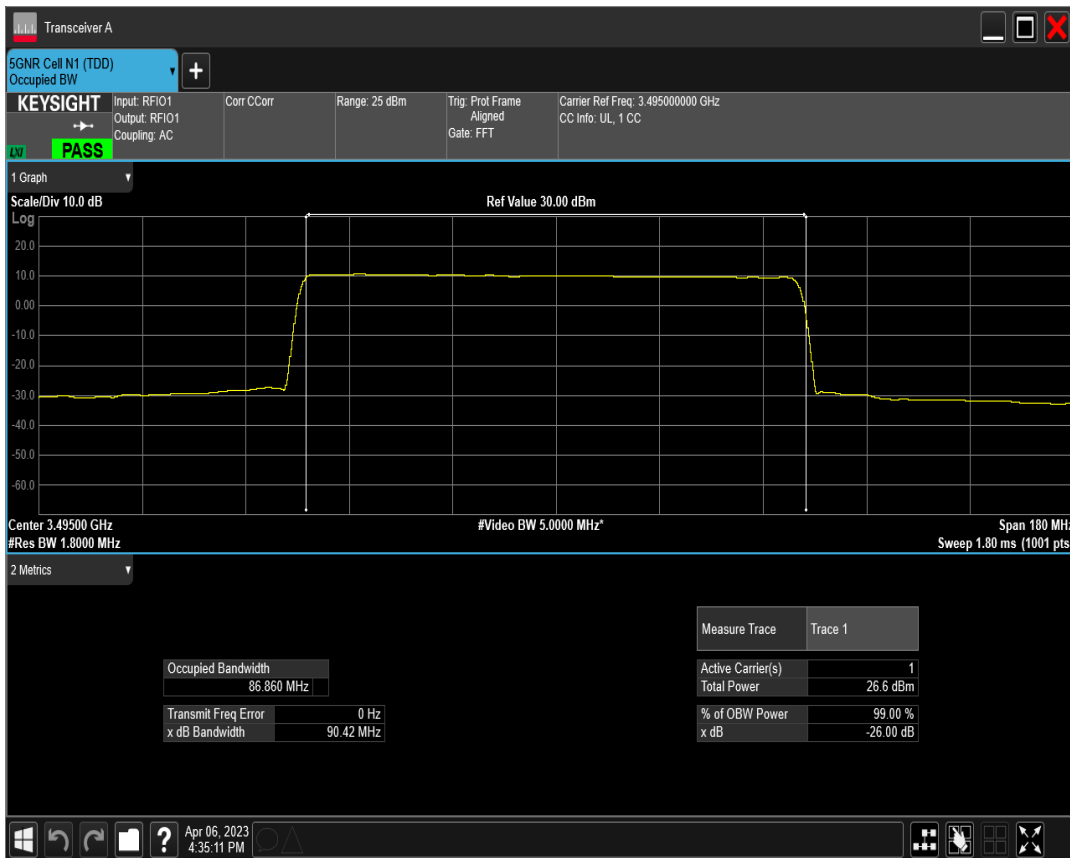 Transceiver A
5GNR Cell N1 (TDD)
Occupied BW
+
KEYSIGHT
LXI
PASS
Input: RFIO1
Output: RFIO1
Coupling: AC
Corr CCorr
Range: 25 dBm
Trig: Prot Frame
Aligned
Gate: FFT
Carrier Ref Freq: 3.495000000 GHz
CC Info: UL, 1 CC
1 Graph
Scale/Div 10.0 dB
Ref Value 30.00 dBm
Log
20.0
10.0
0.00
-10.0
-20.0
-30.0
-40.0
-50.0
-60.0
Center 3.49500 GHz
#Video BW 5.0000 MHz*
Span 180 MHz
#Res BW 1.8000 MHz
Sweep 1.80 ms (1001 pts
2 Metrics
Measure Trace Trace 1
Occupied Bandwidth
86.860 MHz
Active Carrier(s) 1
Total Power 26.6 dBm
Transmit Freq Error 0 Hz
x dB Bandwidth 90.42 MHz
% of OBW Power 99.00 %
x dB -26.00 dB
?
Apr 06, 2023
4:35:11 PM